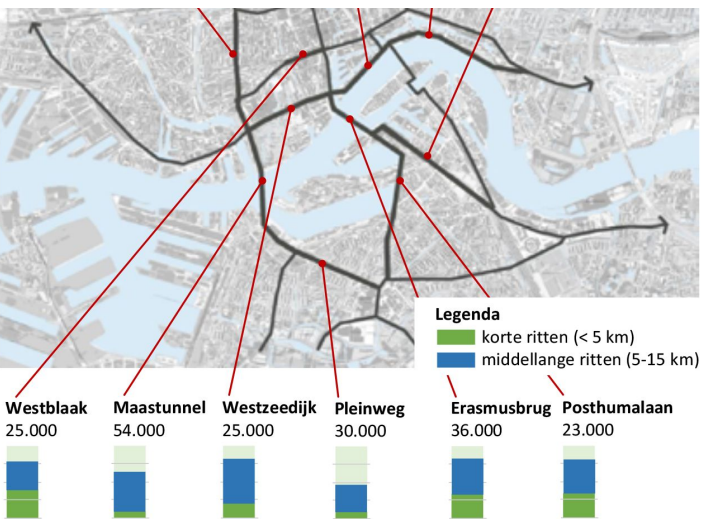 Legenda
korte ritten (< 5 km)
middellange ritten (5-15 km)
Westblaak Maastunnel Westzeedijk Pleinweg Erasmusbrug Posthumalaan
25.000 54.000 25.000 30.000 36.000 23.000